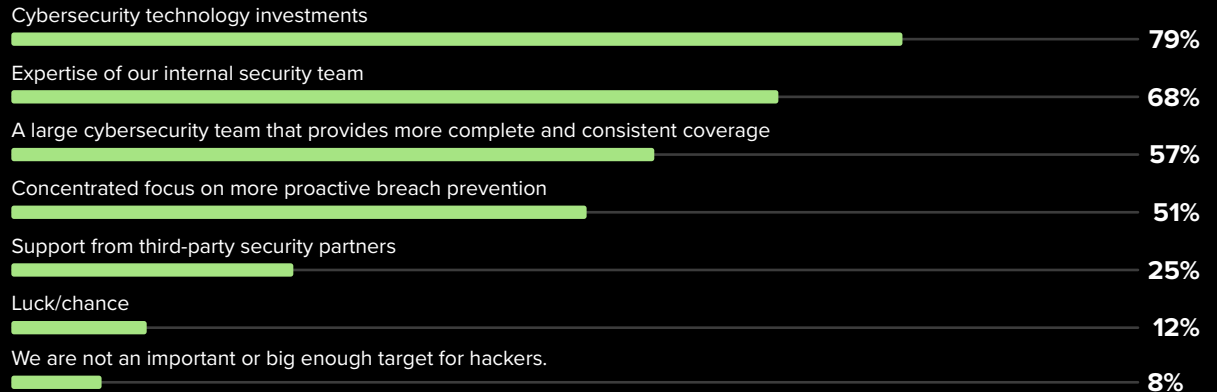 Cybersecurity technology investments
79%
Expertise of our internal security team
68%
A large cybersecurity team that provides more complete and consistent coverage
57%
Concentrated focus on more proactive breach prevention
51%
Support from third-party security partners
25%
Luck/chance
12%
We are not an important or big enough target for hackers.
8%